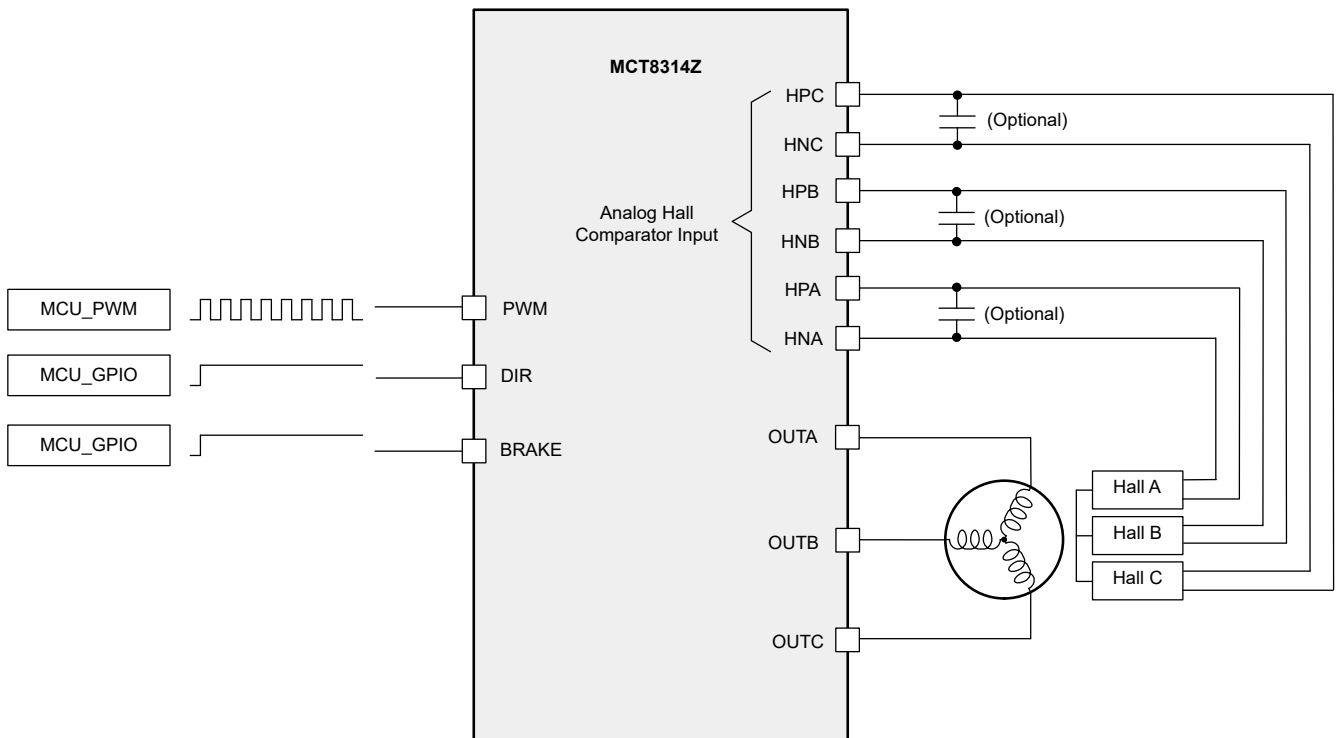 MCT8314Z
HPC
(Optional)
HNC
HPB
Analog Hall
Comparator Input
(Optional)
HNB
HPA
MCU_PWM
PWM
(Optional)
HNA
MCU_GPIO
DIR
MCU_GPIO
BRAKE
OUTA
Hall A
OUTB
Hall B
Hall C
OUTC